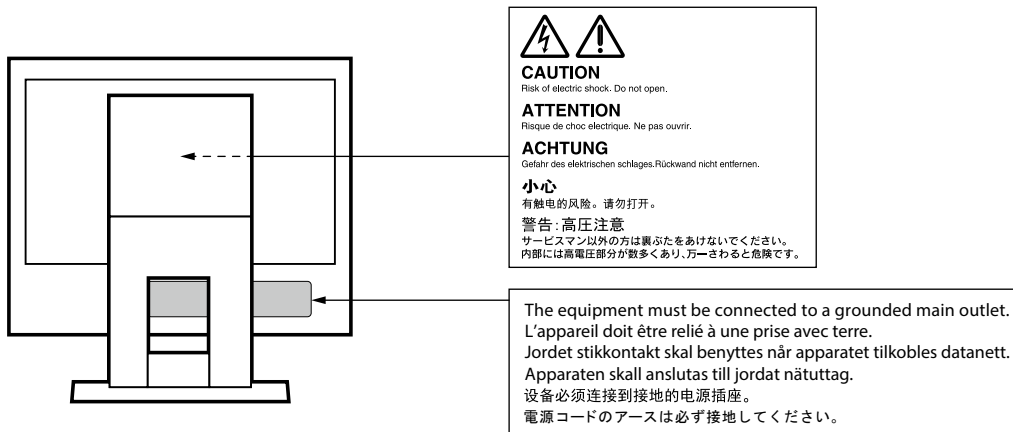 CAUTION
Risk of electric shock. Do not open.
ATTENTION
Risque de choc electrique. Ne pas ouvrir.
ACHTUNG
Gefahr des elektrischen schlages.Rückwand nicht entfernen.
小心
有触电的风险。请勿打开。
警告:高圧注意
サービスマン以外の方は裏ぶたをあけないでください。
内部には高電圧部分が数多くあり、万一さわると危険です。
The equipment must be connected to a grounded main outlet.
L'appareil doit être relié à une prise avec terre.
Jordet stikkontakt skal benyttes når apparatet tilkobles datanett.
Apparaten skall anslutas till jordat nätuttag.
设备必须连接到接地的电源插座。
電源コードのアースは必ず接地してください。